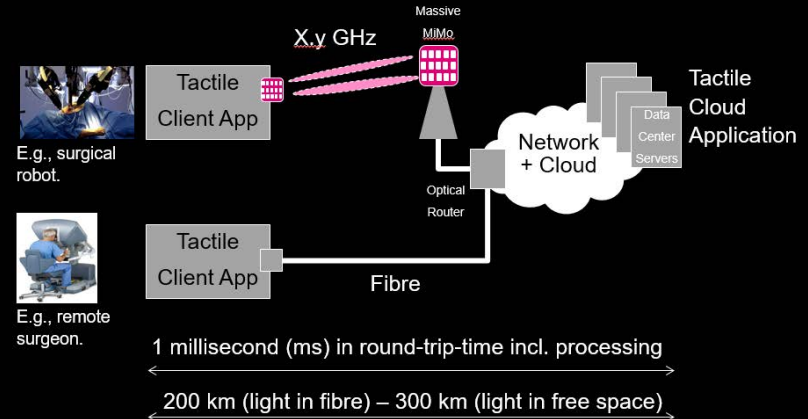 Massive
MiMo
X.y GHz
Tactile
Client App
E.g., surgical
robot.
Tactile
Cloud
Application
Data
Center
Servers
Network
+ Cloud
Optical
Router
Tactile
Client App
Fibre
E.g., remote
surgeon.
1 millisecond (ms) in round-trip-time incl. processing
200 km (light in fibre) – 300 km (light in free space)